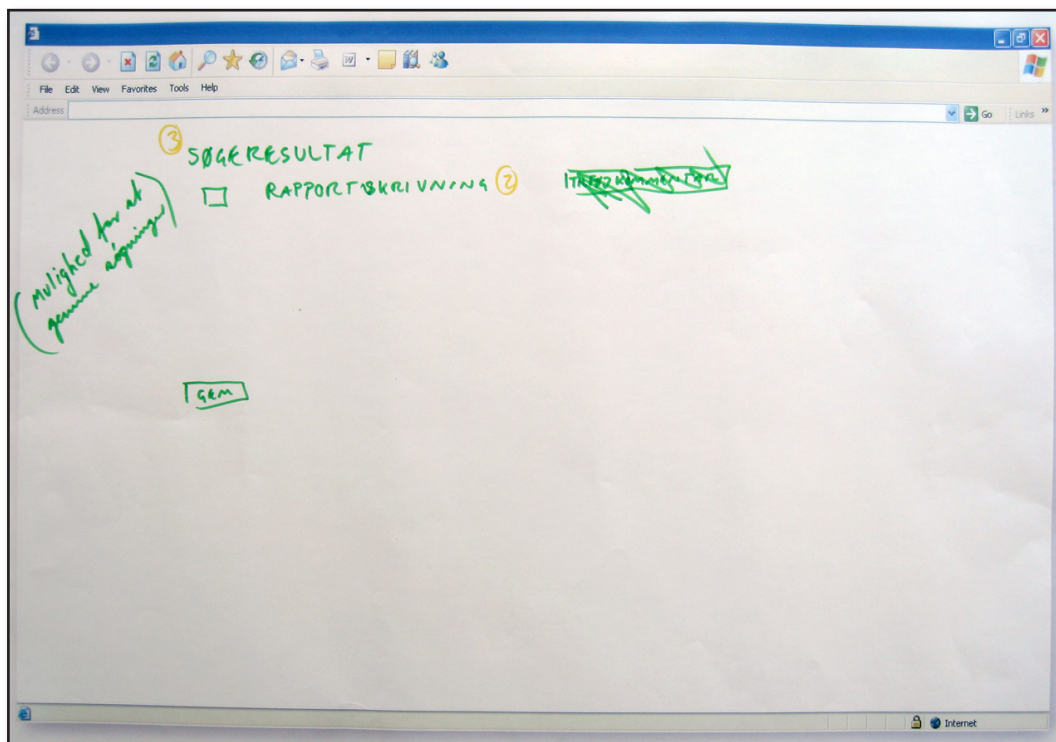 File Edit View Favorites Tools Help
Address
Go Links »
③ SØGERESULTAT
RAPPORTSKRIVNING ②
(Mulighed for at
gemme søgninger)
GEM
Internet